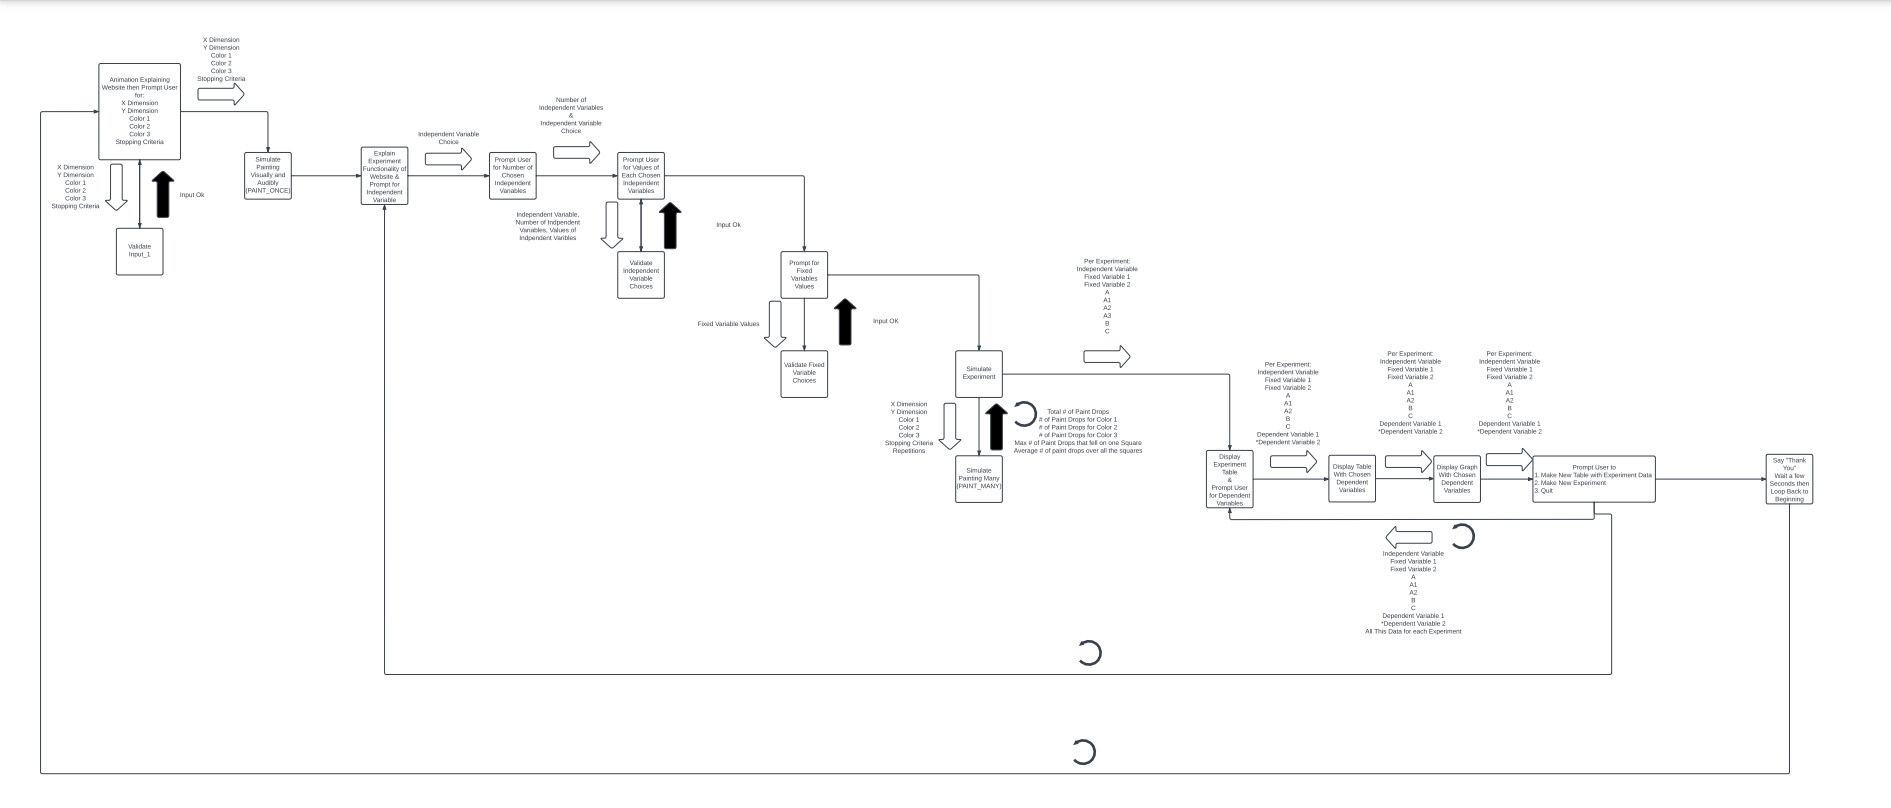 X Dimension
Y Dimension
Color 1
Color 2
Color 3
Stopping Criteria
Animation Explaining
Website then Prompt User
for:
X Dimension
Y Dimension
Color 1
Color 2
Color 3
Stopping Criteria
X Dimension
Y Dimension
Color 1
Color 2
Color 3
Stopping Criteria
Input Ok
Validate
Input_1
Simulate
Painting
Visually and
Audibly
(PAINT_ONCE)
Explain
Experiment
Functionality of
Website &
Prompt for
Independent
Variable
Independent Variable
Choice
Prompt User
for Number of
Chosen
Independent
Variables
Number of
Independent Variables
&
Independent Variable
Choice
Prompt User
for Values of
Each Chosen
Independent
Variables
Independent Variable,
Number of Indpendent
Variables, Values of
Indpendent Varibles
Input Ok
Validate
Independent
Variable
Choices
Prompt for
Fixed
Variables
Values
Fixed Variable Values
Input OK
Validate Fixed
Variable
Choices
Simulate
Experiment
X Dimension
Y Dimension
Color 1
Color 2
Color 3
Stopping Criteria
Repetitions
Total # of Paint Drops
# of Paint Drops for Color 1
# of Paint Drops for Color 2
# of Paint Drops for Color 3
Max # of Paint Drops that fell on one Square
Average # of paint drops over all the squares
Simulate
Painting Many
(PAINT_MANY)
Per Experiment:
Independent Variable
Fixed Variable 1
Fixed Variable 2
A
A1
A2
A3
B
C
Display
Experiment
Table
&
Prompt User
for Dependent
Variables
Per Experiment:
Independent Variable
Fixed Variable 1
Fixed Variable 2
A
A1
A2
B
C
Dependent Variable 1
*Dependent Variable 2
Display Table
With Chosen
Dependent
Variables
Per Experiment:
Independent Variable
Fixed Variable 1
Fixed Variable 2
A
A1
A2
B
C
Dependent Variable 1
*Dependent Variable 2
Display Graph
With Chosen
Dependent
Variables
Per Experiment:
Independent Variable
Fixed Variable 1
Fixed Variable 2
A
A1
A2
B
C
Dependent Variable 1
*Dependent Variable 2
Prompt User to
1. Make New Table with Experiment Data
2. Make New Experiment
3. Quit
Say "Thank
You"
Wait a few
Seconds then
Loop Back to
Beginning
Independent Variable
Fixed Variable 1
Fixed Variable 2
A
A1
A2
B
C
Dependent Variable 1
*Dependent Variable 2
All This Data for each Experiment